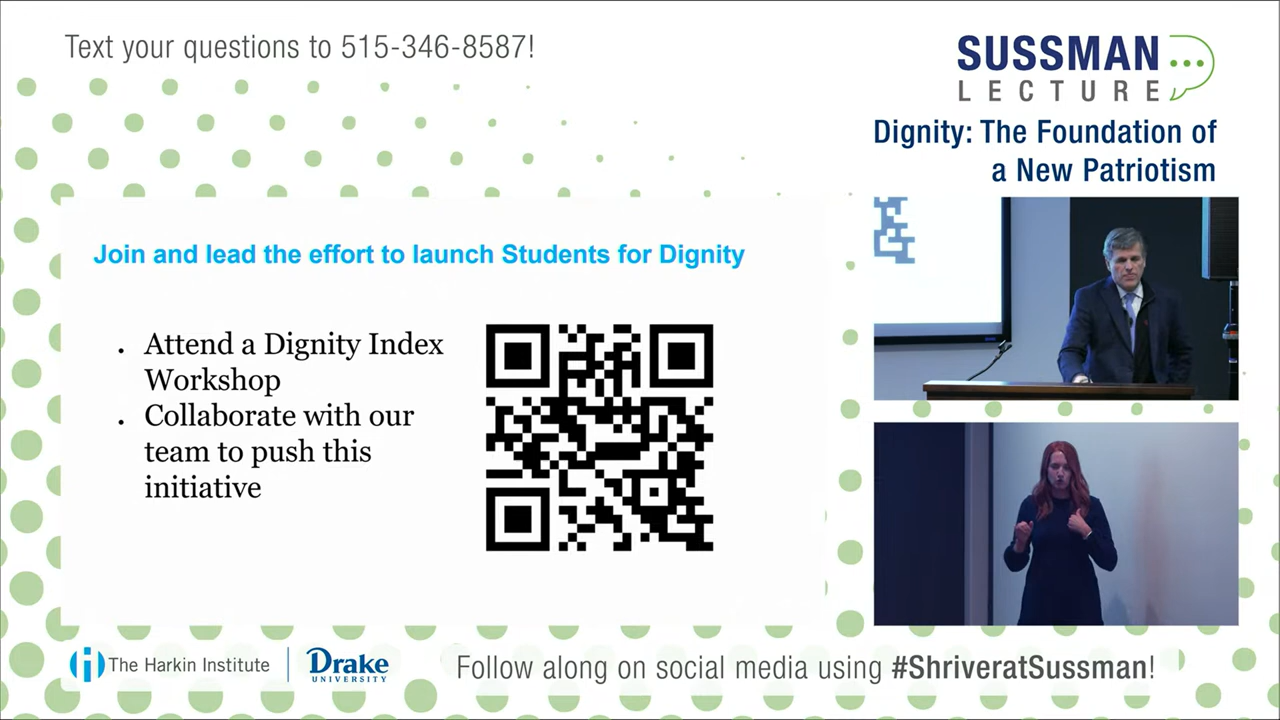 Text your questions to 515-346-8587!
SUSSMAN
LECTURE
Dignity: The Foundation of
a New Patriotism
Join and lead the effort to launch Students for Dignity
• Attend a Dignity Index
Workshop
• Collaborate with our
team to push this
initiative
The Harkin Institute
Drake
UNIVERSITY
Follow along on social media using #ShriveratSussman!